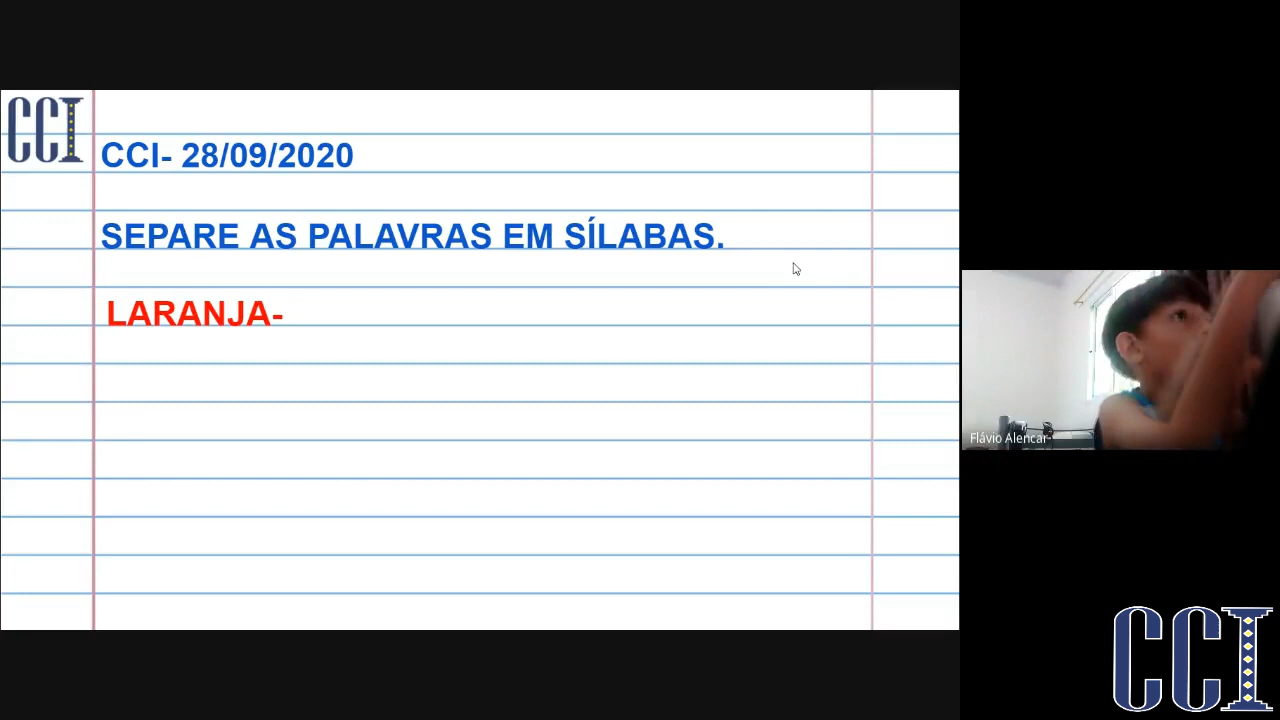 CCI
CCI- 28/09/2020
SEPARE AS PALAVRAS EM SÍLABAS.
LARANJA-
Flávio Alencar
CCI